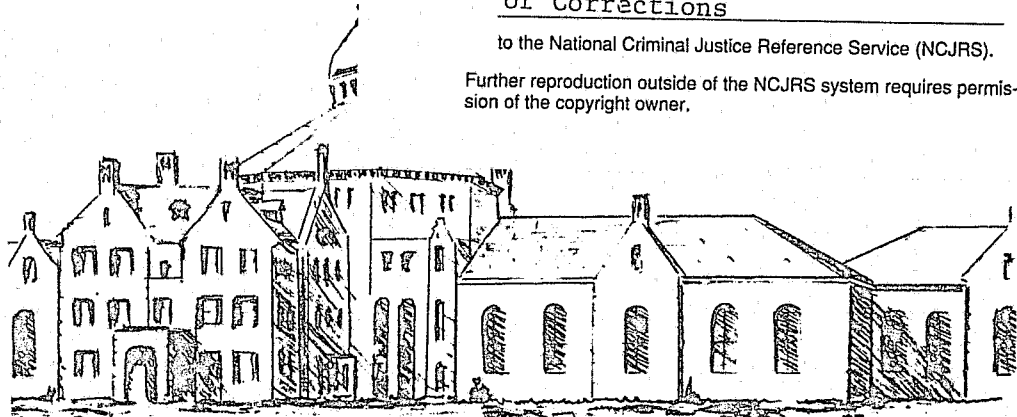 of Corrections
to the National Criminal Justice Reference Service (NCJRS).
Further reproduction outside of the NCJRS system requires permis-
sion of the copyright owner.